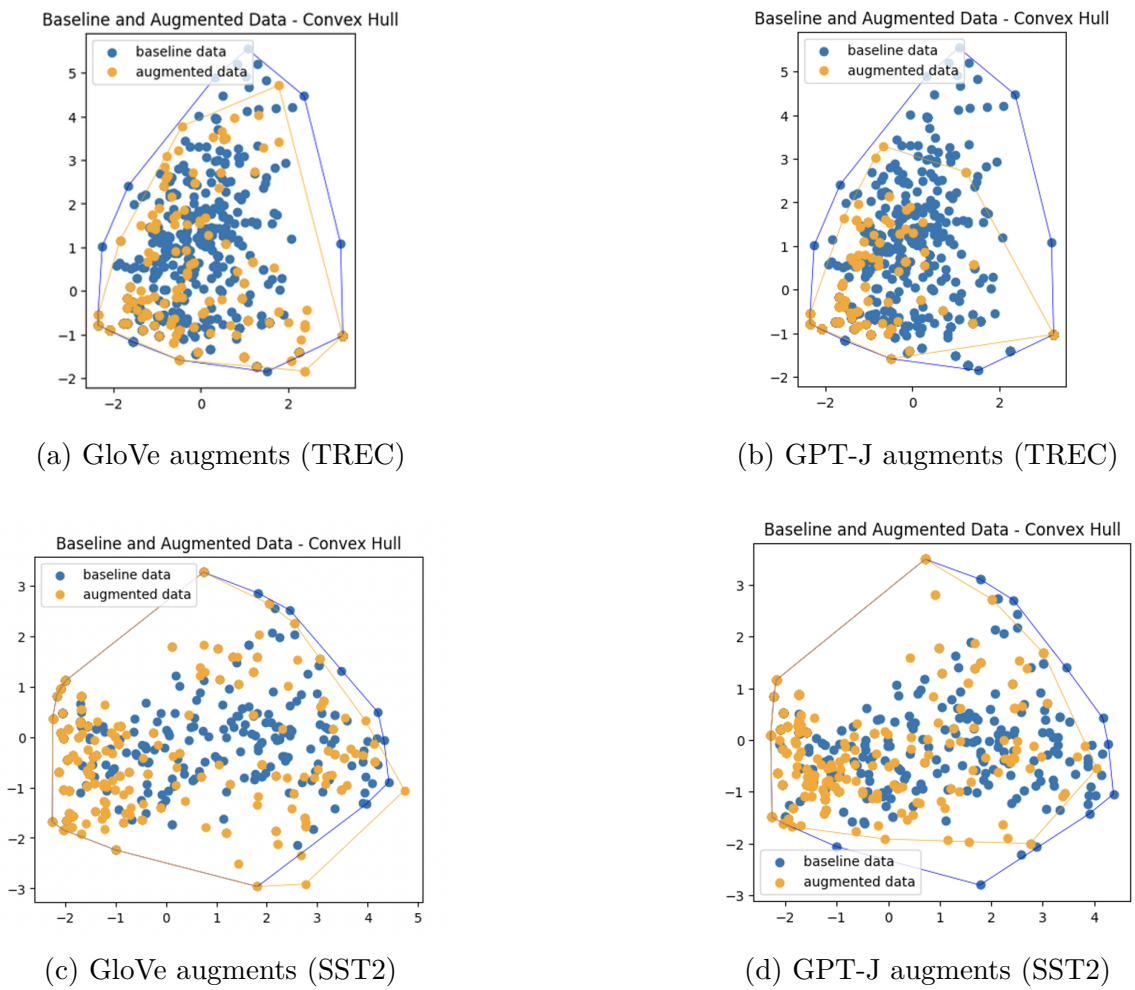 Baseline and Augmented Data - Convex Hull
baseline data
augmented data
5
4
3
2
1
0
−1
−2
−2 0 2
(a) GloVe augments (TREC)
Baseline and Augmented Data - Convex Hull
baseline data
augmented data
5
4
3
2
1
0
−1
−2
−2 0 2
(b) GPT-J augments (TREC)
Baseline and Augmented Data - Convex Hull
baseline data
augmented data
3
2
1
0
−1
−2
−3
−2 −1 0 1 2 3 4 5
(c) GloVe augments (SST2)
Baseline and Augmented Data - Convex Hull
3
2
1
0
−1
−2
−3
baseline data
augmented data
−2 −1 0 1 2 3 4
(d) GPT-J augments (SST2)